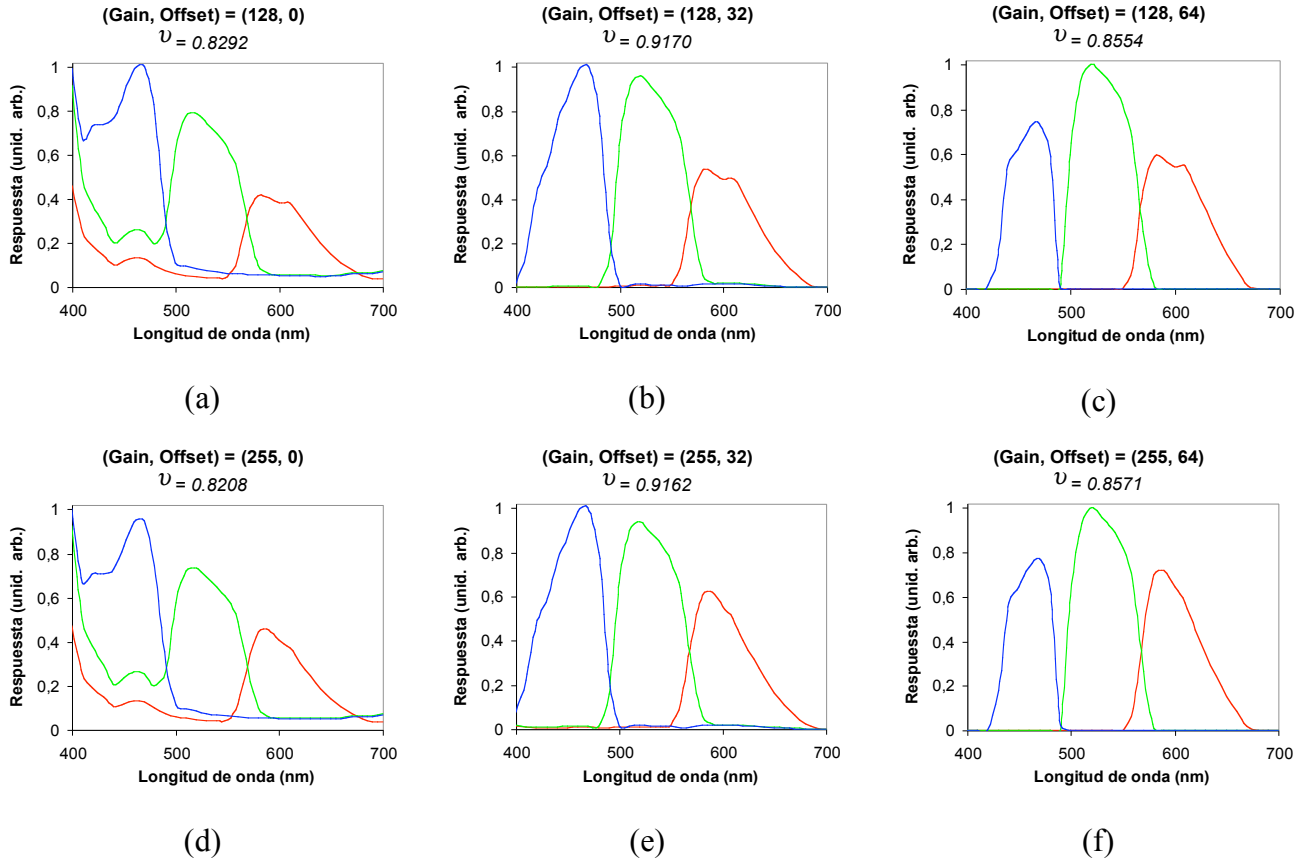 (Gain, Offset) = (128, 0)
υ = 0.8292
Respuessta (unid. arb.)
1
0,8
0,6
0,4
0,2
0
400 500 600 700
Longitud de onda (nm)
(a)
(Gain, Offset) = (128, 32)
υ = 0.9170
Respuessta (unid. arb.)
1
0,8
0,6
0,4
0,2
0
400 500 600 700
Longitud de onda (nm)
(b)
(Gain, Offset) = (128, 64)
υ = 0.8554
Respuessta (unid. arb.)
1
0,8
0,6
0,4
0,2
0
400 500 600 700
Longitud de onda (nm)
(c)
(Gain, Offset) = (255, 0)
υ = 0.8208
Respuessta (unid. arb.)
1
0,8
0,6
0,4
0,2
0
400 500 600 700
Longitud de onda (nm)
(d)
(Gain, Offset) = (255, 32)
υ = 0.9162
Respuessta (unid. arb.)
1
0,8
0,6
0,4
0,2
0
400 500 600 700
Longitud de onda (nm)
(e)
(Gain, Offset) = (255, 64)
υ = 0.8571
Respuessta (unid. arb.)
1
0,8
0,6
0,4
0,2
0
400 500 600 700
Longitud de onda (nm)
(f)